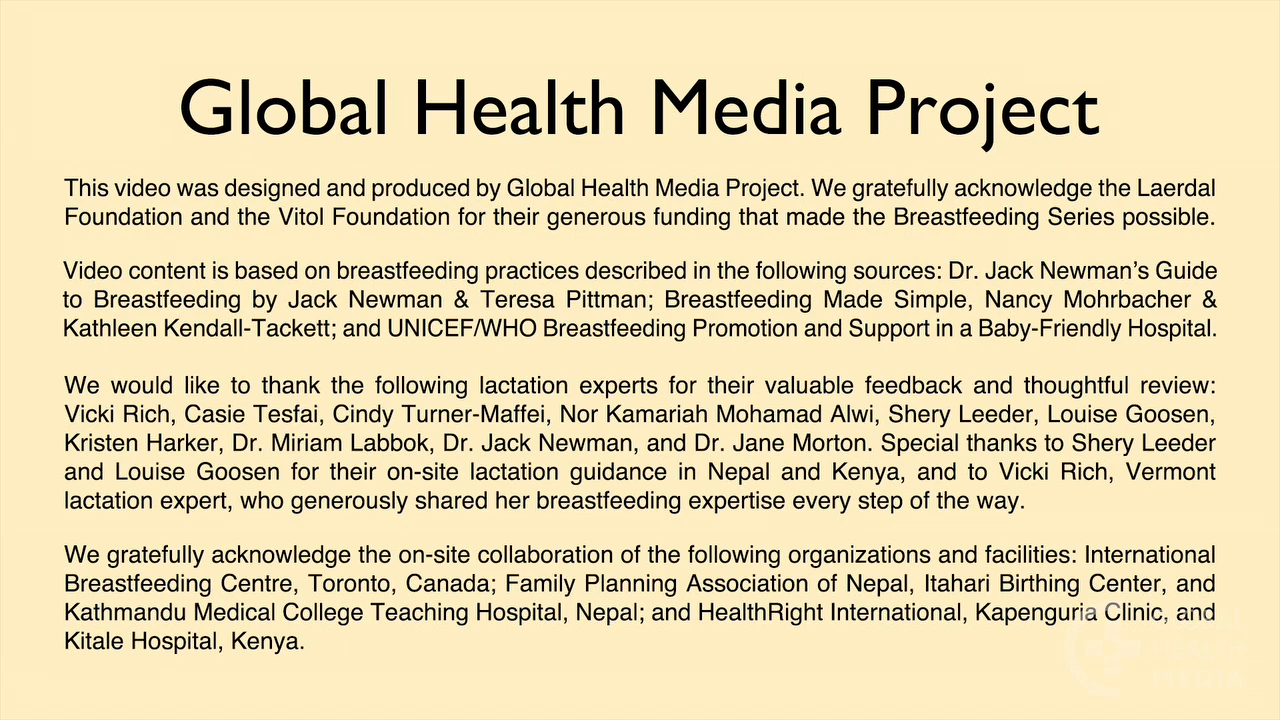 Global Health Media Project
This video was designed and produced by Global Health Media Project. We gratefully acknowledge the Laerdal
Foundation and the Vitol Foundation for their generous funding that made the Breastfeeding Series possible.
Video content is based on breastfeeding practices described in the following sources: Dr. Jack Newman’s Guide
to Breastfeeding by Jack Newman & Teresa Pittman; Breastfeeding Made Simple, Nancy Mohrbacher &
Kathleen Kendall-Tackett; and UNICEF/WHO Breastfeeding Promotion and Support in a Baby-Friendly Hospital.
We would like to thank the following lactation experts for their valuable feedback and thoughtful review:
Vicki Rich, Casie Tesfai, Cindy Turner-Maffei, Nor Kamariah Mohamad Alwi, Shery Leeder, Louise Goosen,
Kristen Harker, Dr. Miriam Labbok, Dr. Jack Newman, and Dr. Jane Morton. Special thanks to Shery Leeder
and Louise Goosen for their on-site lactation guidance in Nepal and Kenya, and to Vicki Rich, Vermont
lactation expert, who generously shared her breastfeeding expertise every step of the way.
We gratefully acknowledge the on-site collaboration of the following organizations and facilities: International
Breastfeeding Centre, Toronto, Canada; Family Planning Association of Nepal, Itahari Birthing Center, and
Kathmandu Medical College Teaching Hospital, Nepal; and HealthRight International, Kapenguria Clinic, and
Kitale Hospital, Kenya.
HEALTH
MEDIA